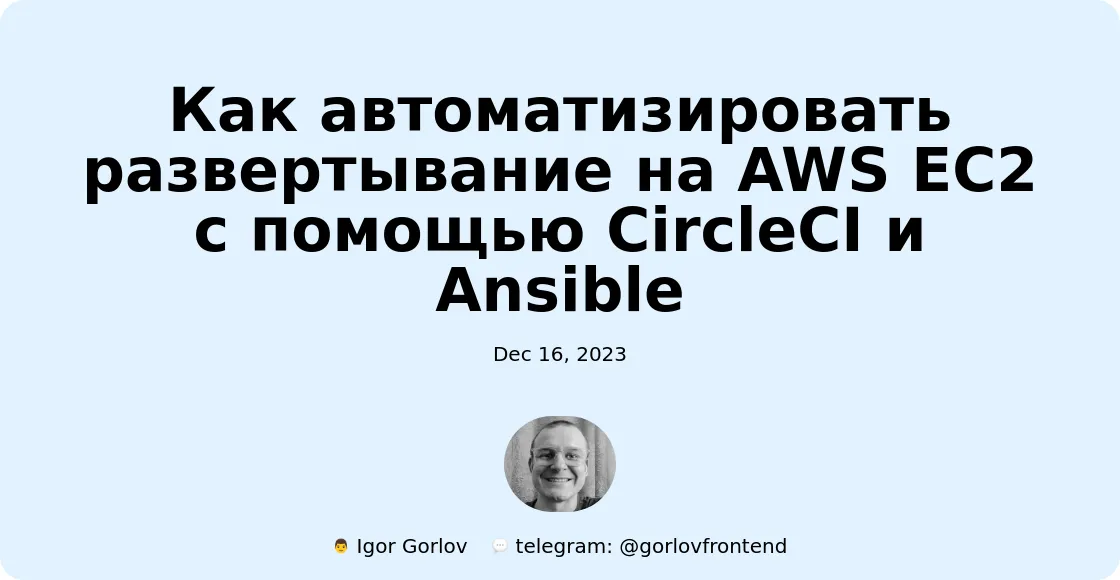 Как автоматизировать
развертывание на AWS EC2
с помощью CircleCI и
Ansible
Dec 16, 2023
Igor Gorlov telegram: @gorlovfrontend